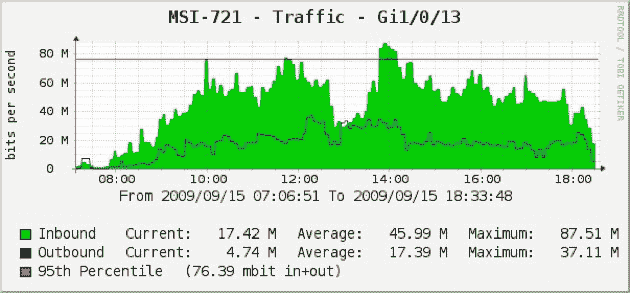 MSI-721 - Traffic - Gi1/0/13
RRDTOOL / TOBI OETIKER
bits per second
80 M
60 M
40 M
20 M
0
08:00 10:00 12:00 14:00 16:00 18:00
From 2009/09/15 07:06:51 To 2009/09/15 18:33:48
Inbound Current: 17.42 M Average: 45.99 M Maximum: 87.51 M
Outbound Current: 4.74 M Average: 17.39 M Maximum: 37.11 M
95th Percentile (76.39 mbit in+out)